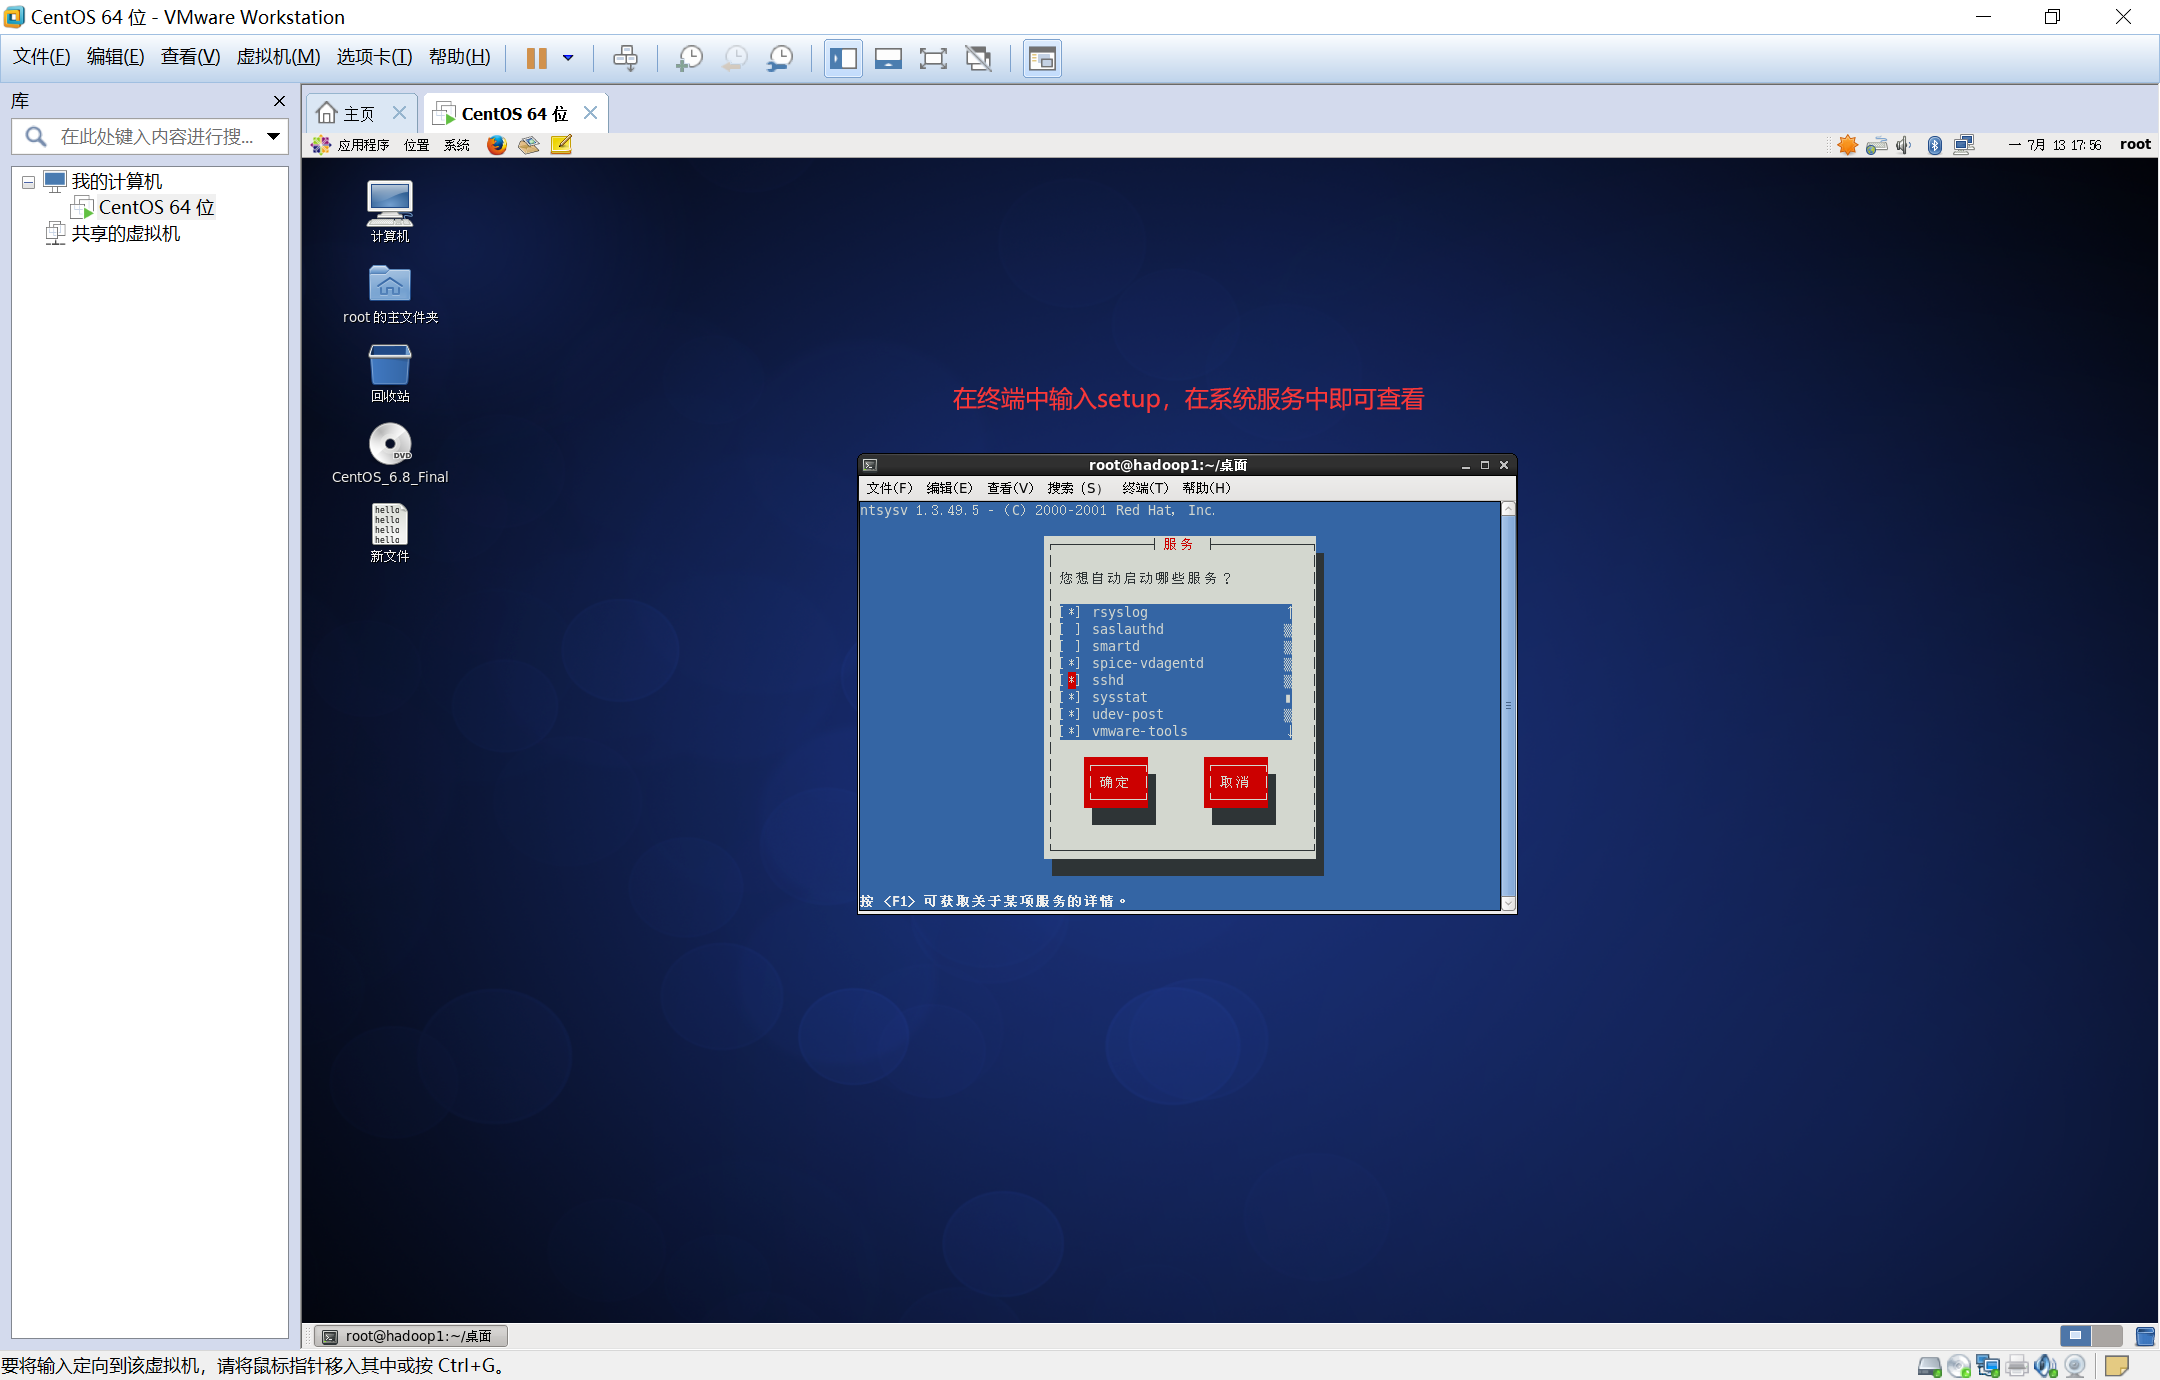 CentOS 64 位 - VMware Workstation
文件(F) 编辑(E) 查看(V) 虚拟机(M) 选项卡(T) 帮助(H)
库
在此处键入内容进行搜...
我的计算机
CentOS 64 位
共享的虚拟机
主页
CentOS 64 位
应用程序 位置 系统
一 7月 13 17:56 root
计算机
root 的主文件夹
回收站
DVD
CentOS_6.8_Final
hello
hello
hello
hello
新文件
在终端中输入setup，在系统服务中即可查看
root@hadoop1:~/桌面
文件(F) 编辑(E) 查看(V) 搜索 (S) 终端(T) 帮助(H)
ntsysv 1.3.49.5 - (C) 2000-2001 Red Hat, Inc.
服务
您想自动启动哪些服务？
[*] rsyslog
[ ] saslauthd
[ ] smartd
[*] spice-vdagentd
[*] sshd
[*] sysstat
[*] udev-post
[*] vmware-tools
确定 取消
按 <F1> 可获取关于某项服务的详情。
root@hadoop1:~/桌面
要将输入定向到该虚拟机，请将鼠标指针移入其中或按 Ctrl+G。